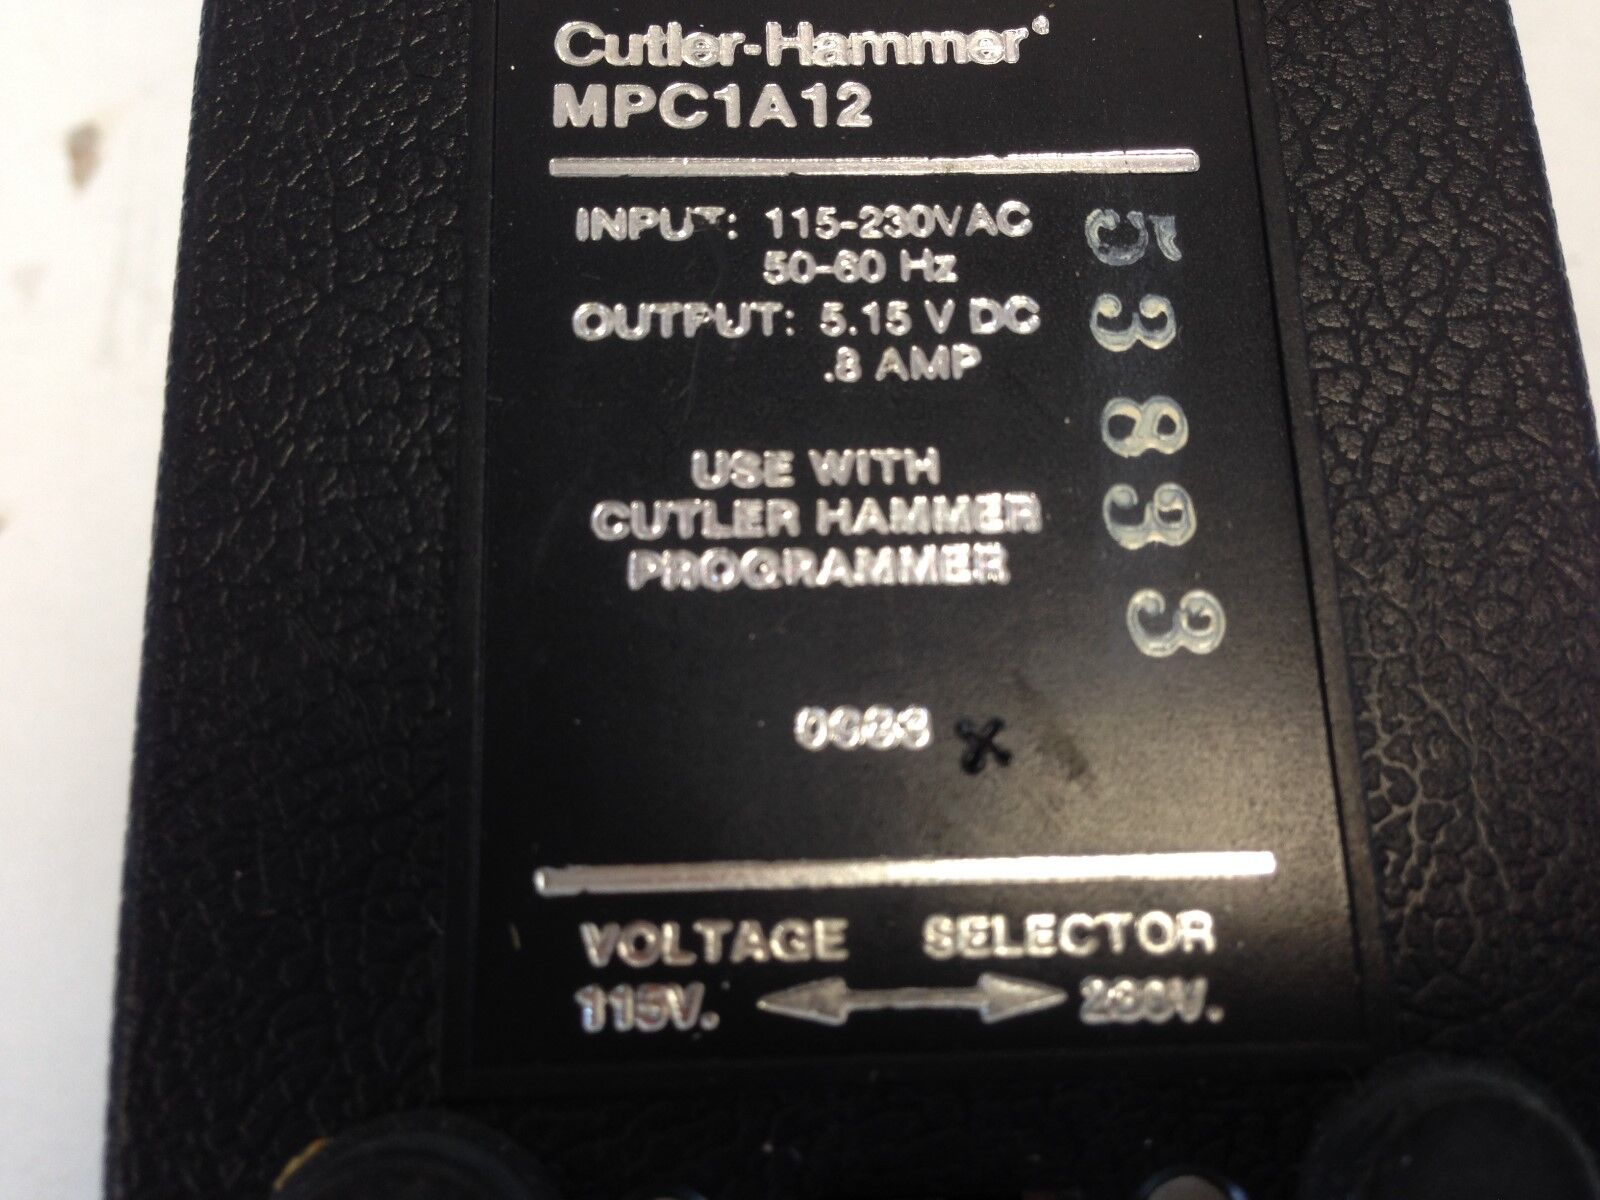 Cutler-Hammer
MPC1A12
INPUT: 115-230VAC
50-60 Hz
OUTPUT: 5.15 V DC
.8 AMP
USE WITH
CUTLER HAMMER
PROGRAMMER
VOLTAGE SELECTOR
115V. 230V.
53893